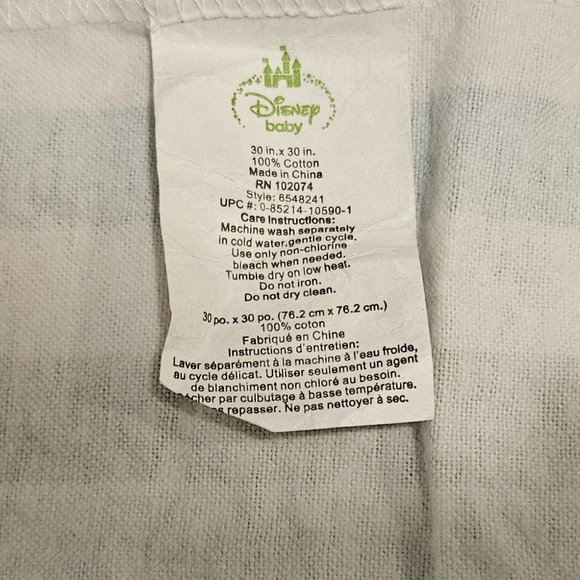 Disney
baby
30 in.x 30 in.
100% Cotton
Made in China
RN 102074
Style: 6548241
UPC #: 0-85214-10590-1
Care Instructions:
Machine wash separately
in cold water,gentle cycle.
Use only non-chlorine
bleach when needed.
Tumble dry on low heat.
Do not iron.
Do not dry clean.
30 po. x 30 po. (76.2 cm x 76.2 cm.)
100% coton
Fabriqué en Chine
Instructions d'entretien:
Laver séparément à la machine à l'eau froide,
au cycle délicat. Utiliser seulement un agent
de blanchiment non chloré au besoin.
cher par culbutage à basse température.
repasser. Ne pas nettoyer à sec.